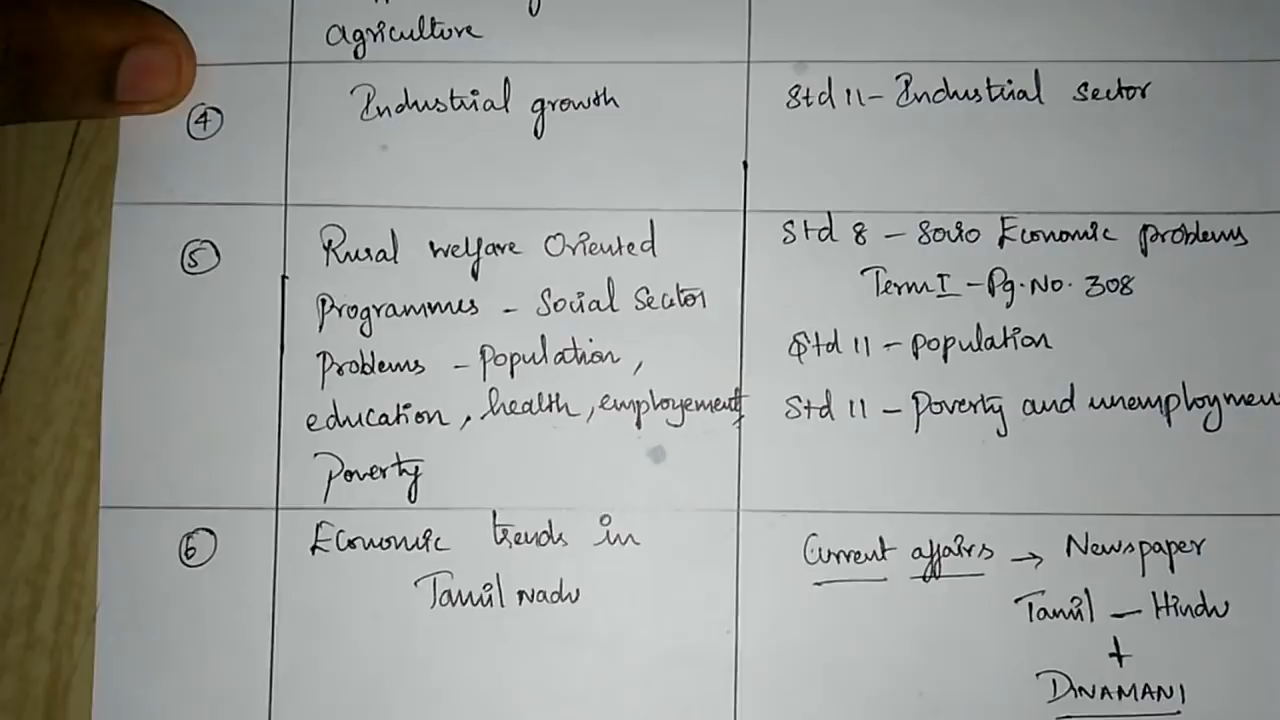 agriculture
4
Industrial growth
Std 11 - Industrial sector
5
Rural welfare Oriented
Programmes - Social Sector
Problems - Population,
education, health, employement,
Poverty
Std 8 - Socio Economic problems
Term I - Pg. No. 308
Std 11 - population
Std 11 - Poverty and unemploymen
6
Economic trends in
Tamil Nadu
Current affairs → Newspaper
Tamil - Hindu
+
DINAMANI